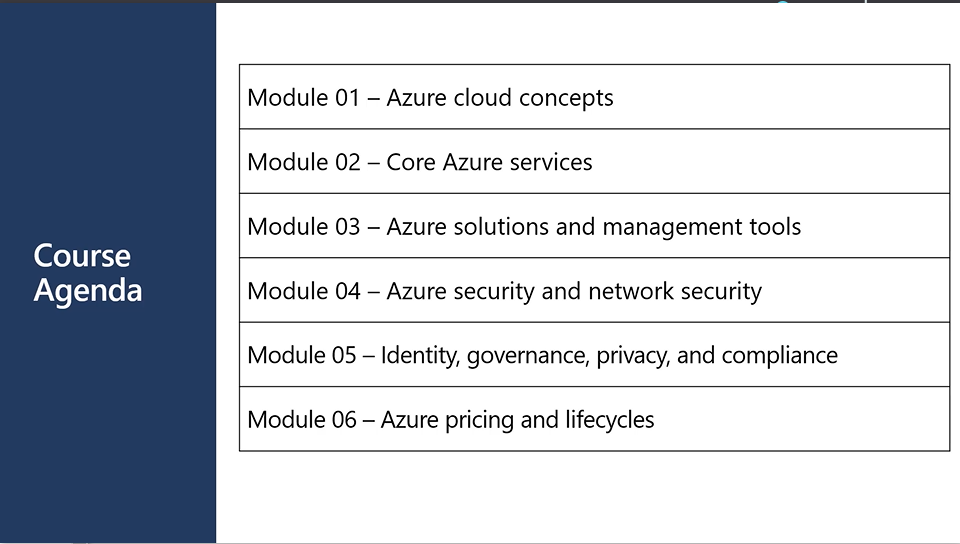 Course
Agenda
Module 01 – Azure cloud concepts
Module 02 – Core Azure services
Module 03 – Azure solutions and management tools
Module 04 – Azure security and network security
Module 05 – Identity, governance, privacy, and compliance
Module 06 – Azure pricing and lifecycles